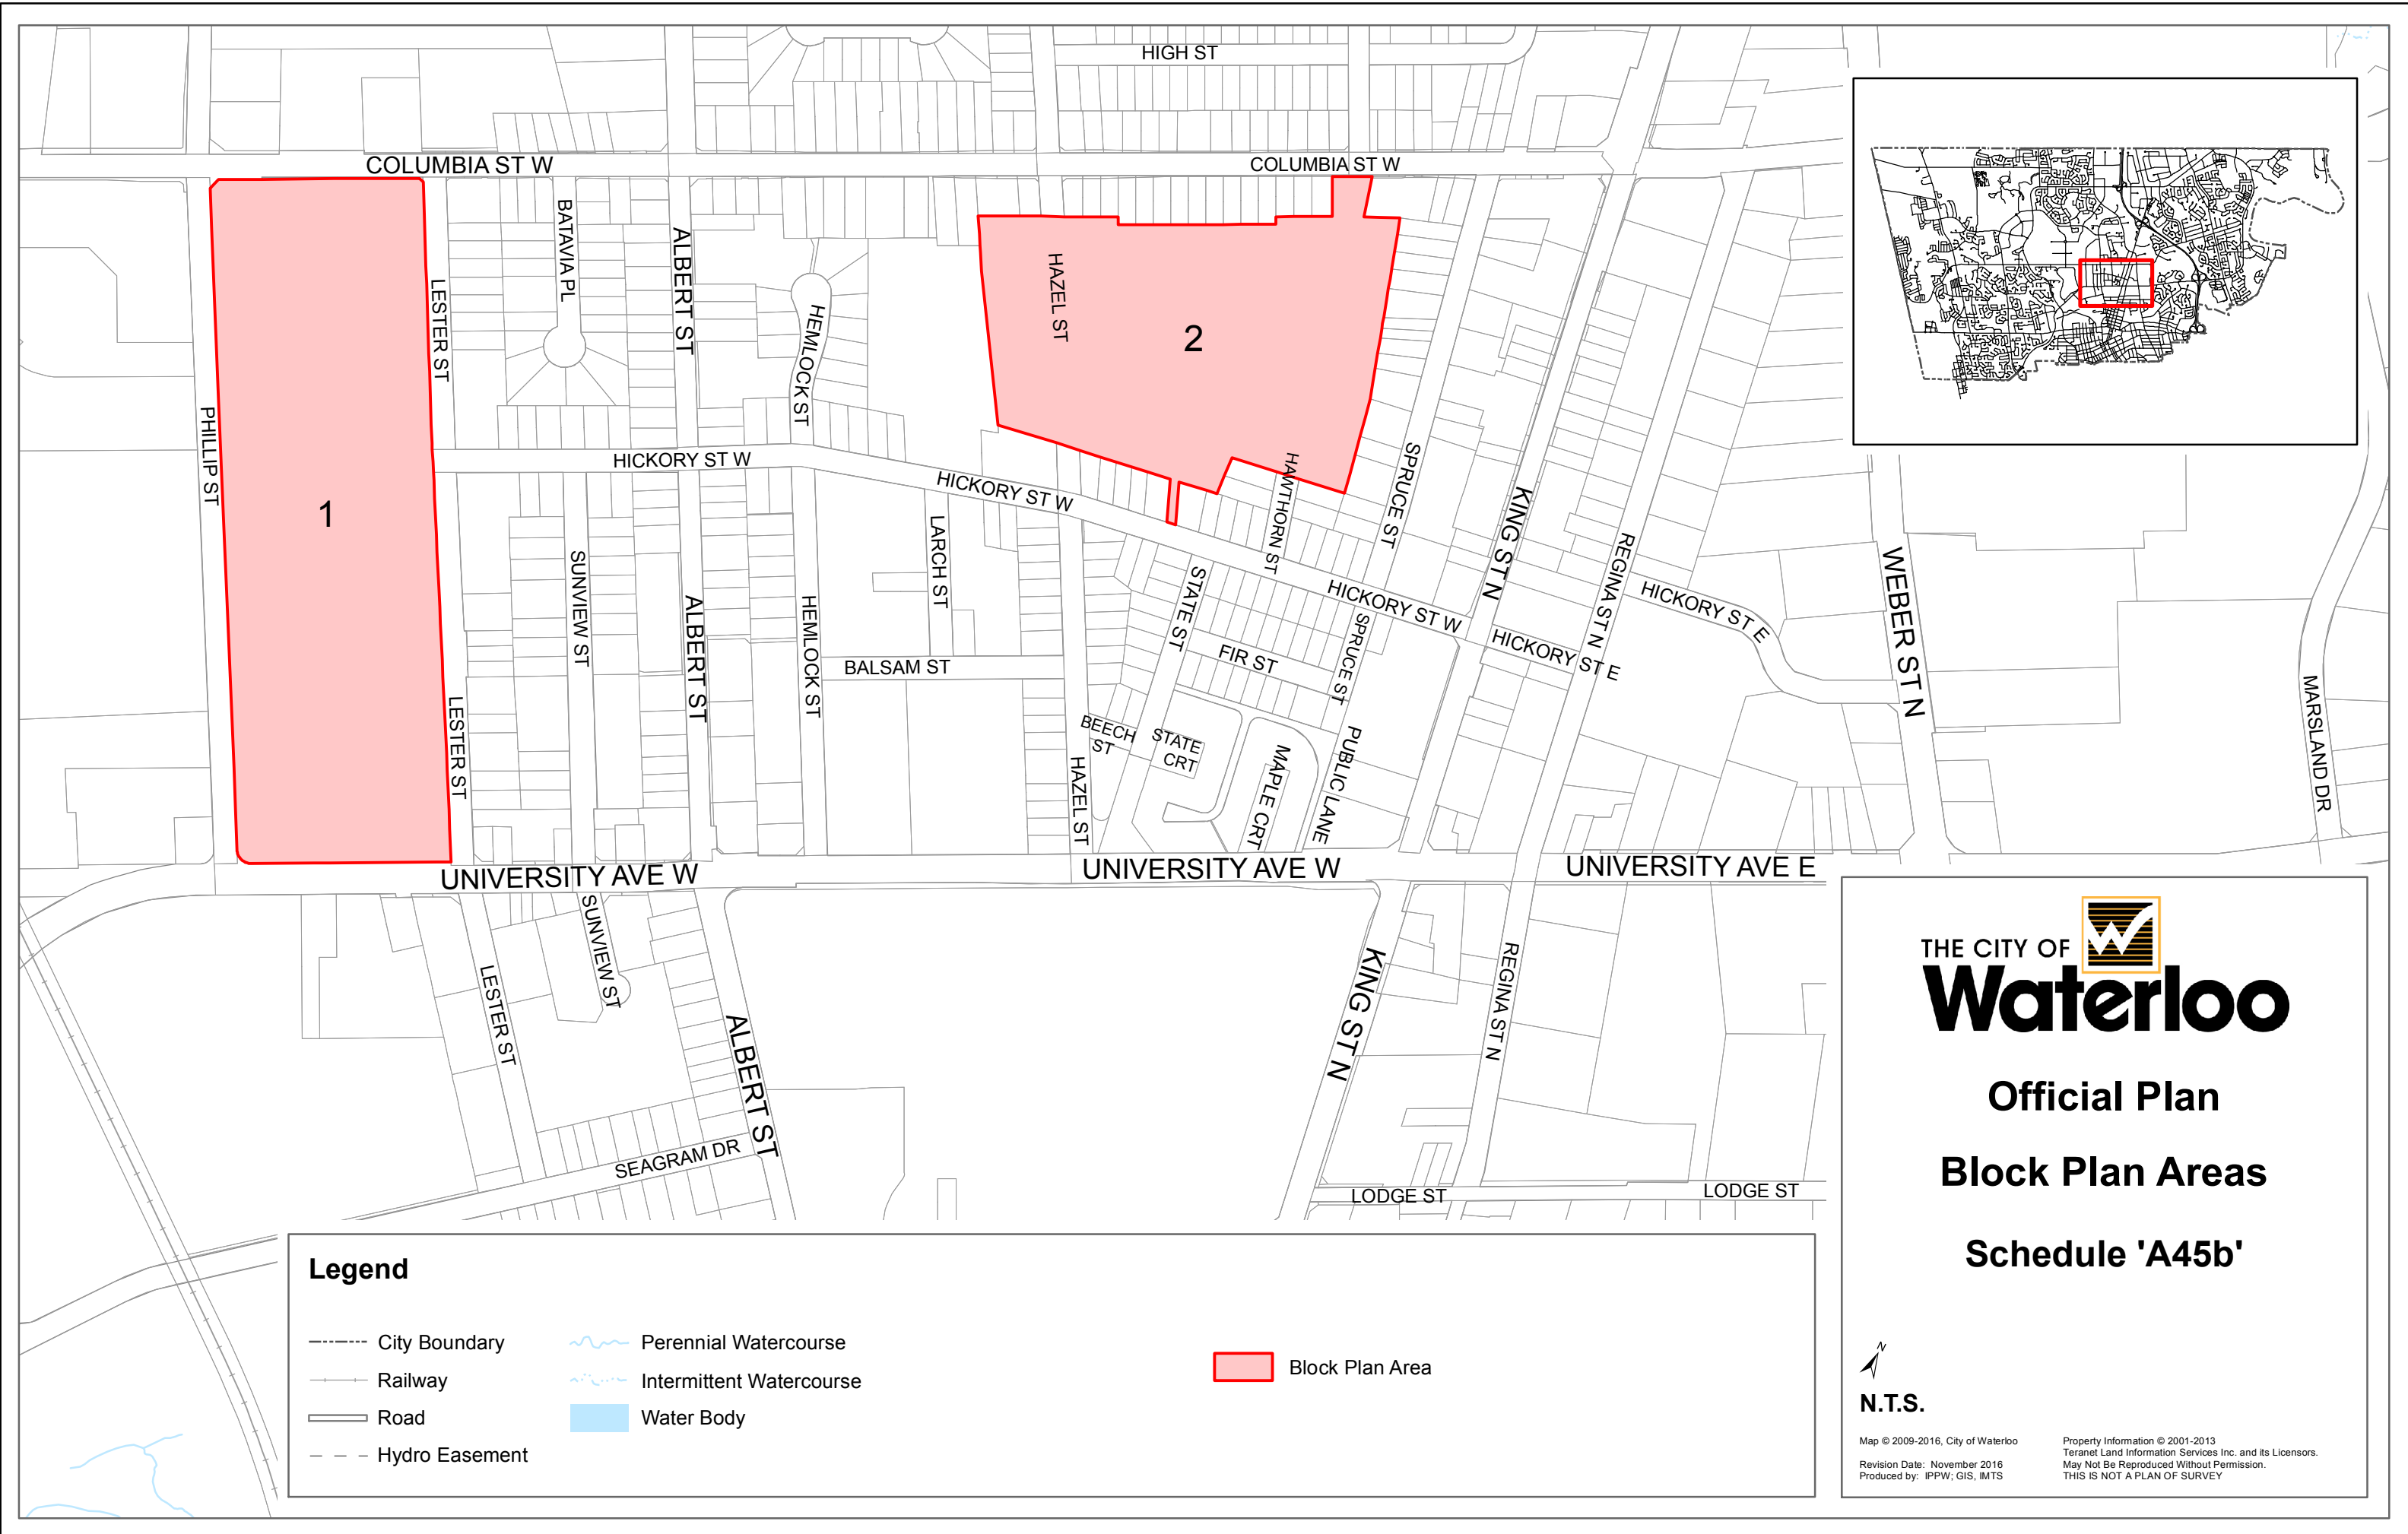 HIGH ST
COLUMBIA ST W
COLUMBIA ST W
BATAVIA PL
ALBERT ST
LESTER ST
HAZEL ST
HEMLOCK ST
2
PHILLIP ST
1
HICKORY ST W
HICKORY ST W
HAWTHORN ST
SPRUCE ST
KING ST N
REGINA ST N
LARCH ST
SUNVIEW ST
ALBERT ST
HEMLOCK ST
STATE ST
HICKORY ST W
HICKORY ST E
HICKORY ST E
WEBER ST N
MARSLAND DR
SPRUCE ST
FIR ST
BALSAM ST
LESTER ST
BEECH
ST
STATE
CRT
MAPLE CRT
PUBLIC LANE
HAZEL ST
UNIVERSITY AVE W
UNIVERSITY AVE W
UNIVERSITY AVE E
SUNVIEW ST
LESTER ST
ALBERT ST
KING ST N
REGINA ST N
SEAGRAM DR
LODGE ST
LODGE ST
THE CITY OF
Waterloo
Official Plan
Block Plan Areas
Schedule 'A45b'
N
N.T.S.
Map © 2009-2016, City of Waterloo
Revision Date: November 2016
Produced by: IPPW; GIS, IMTS
Property Information © 2001-2013
Teranet Land Information Services Inc. and its Licensors.
May Not Be Reproduced Without Permission.
THIS IS NOT A PLAN OF SURVEY
Legend
City Boundary
Railway
Road
Hydro Easement
Perennial Watercourse
Intermittent Watercourse
Water Body
Block Plan Area